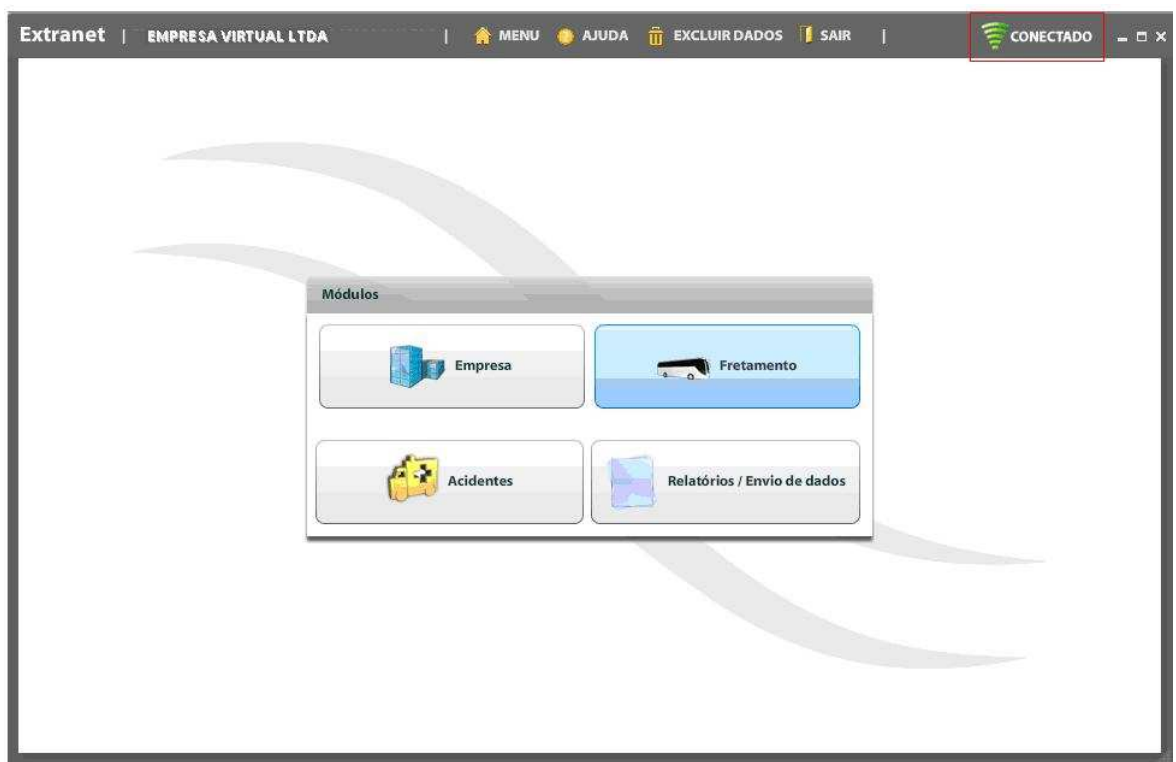 Extranet | EMPRESA VIRTUAL LTDA | MENU AJUDA EXCLUIR DADOS SAIR | CONECTADO
Módulos
Empresa Fretamento
Acidentes Relatórios / Envio de dados